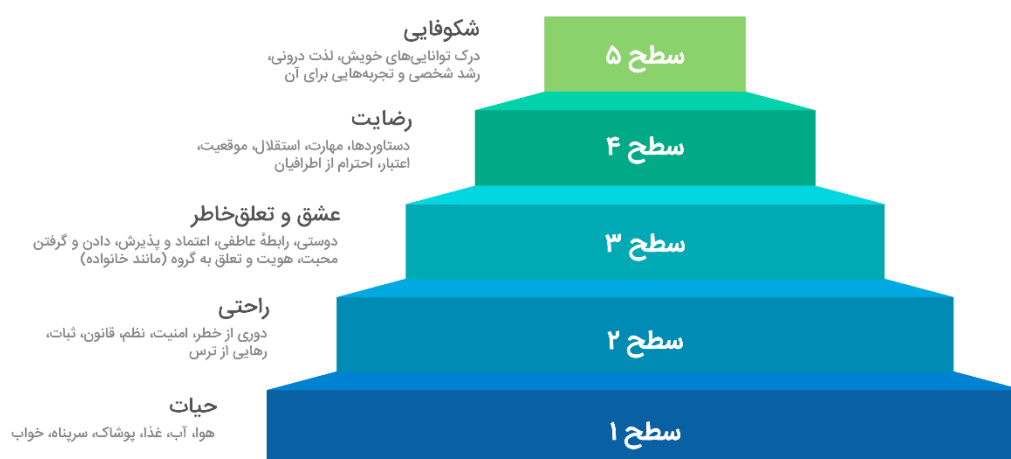 شکوفایی
درک توانایی‌های خویش، لذت درونی،
رشد شخصی و تجربه‌هایی برای آن
سطح ۵
رضایت
دستاوردها، مهارت، استقلال، موقعیت،
اعتبار، احترام از اطرافیان
سطح ۴
عشق و تعلق‌خاطر
دوستی، رابطهٔ عاطفی، اعتماد و پذیرش، دادن و گرفتن
محبت، هویت و تعلق به گروه (مانند خانواده)
سطح ۳
راحتی
دوری از خطر، امنیت، نظم، قانون، ثبات،
رهایی از ترس
سطح ۲
حیات
هوا، آب، غذا، پوشاک، سرپناه، خواب
سطح ۱